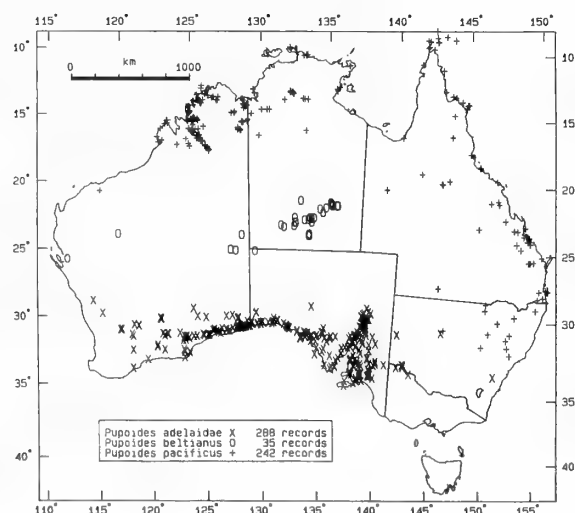 110° 115° 120° 125° 130° 135° 140° 145° 150°
10° 10°
km
0 1000
15° 15°
20° 20°
25° 25°
30° 30°
35° 35°
40° 40°
Pupoides adelaidae X 288 records
Pupoides beltianus O 35 records
Pupoides pacificus + 242 records
110° 115° 120° 125° 130° 135° 140° 145° 150° 155°